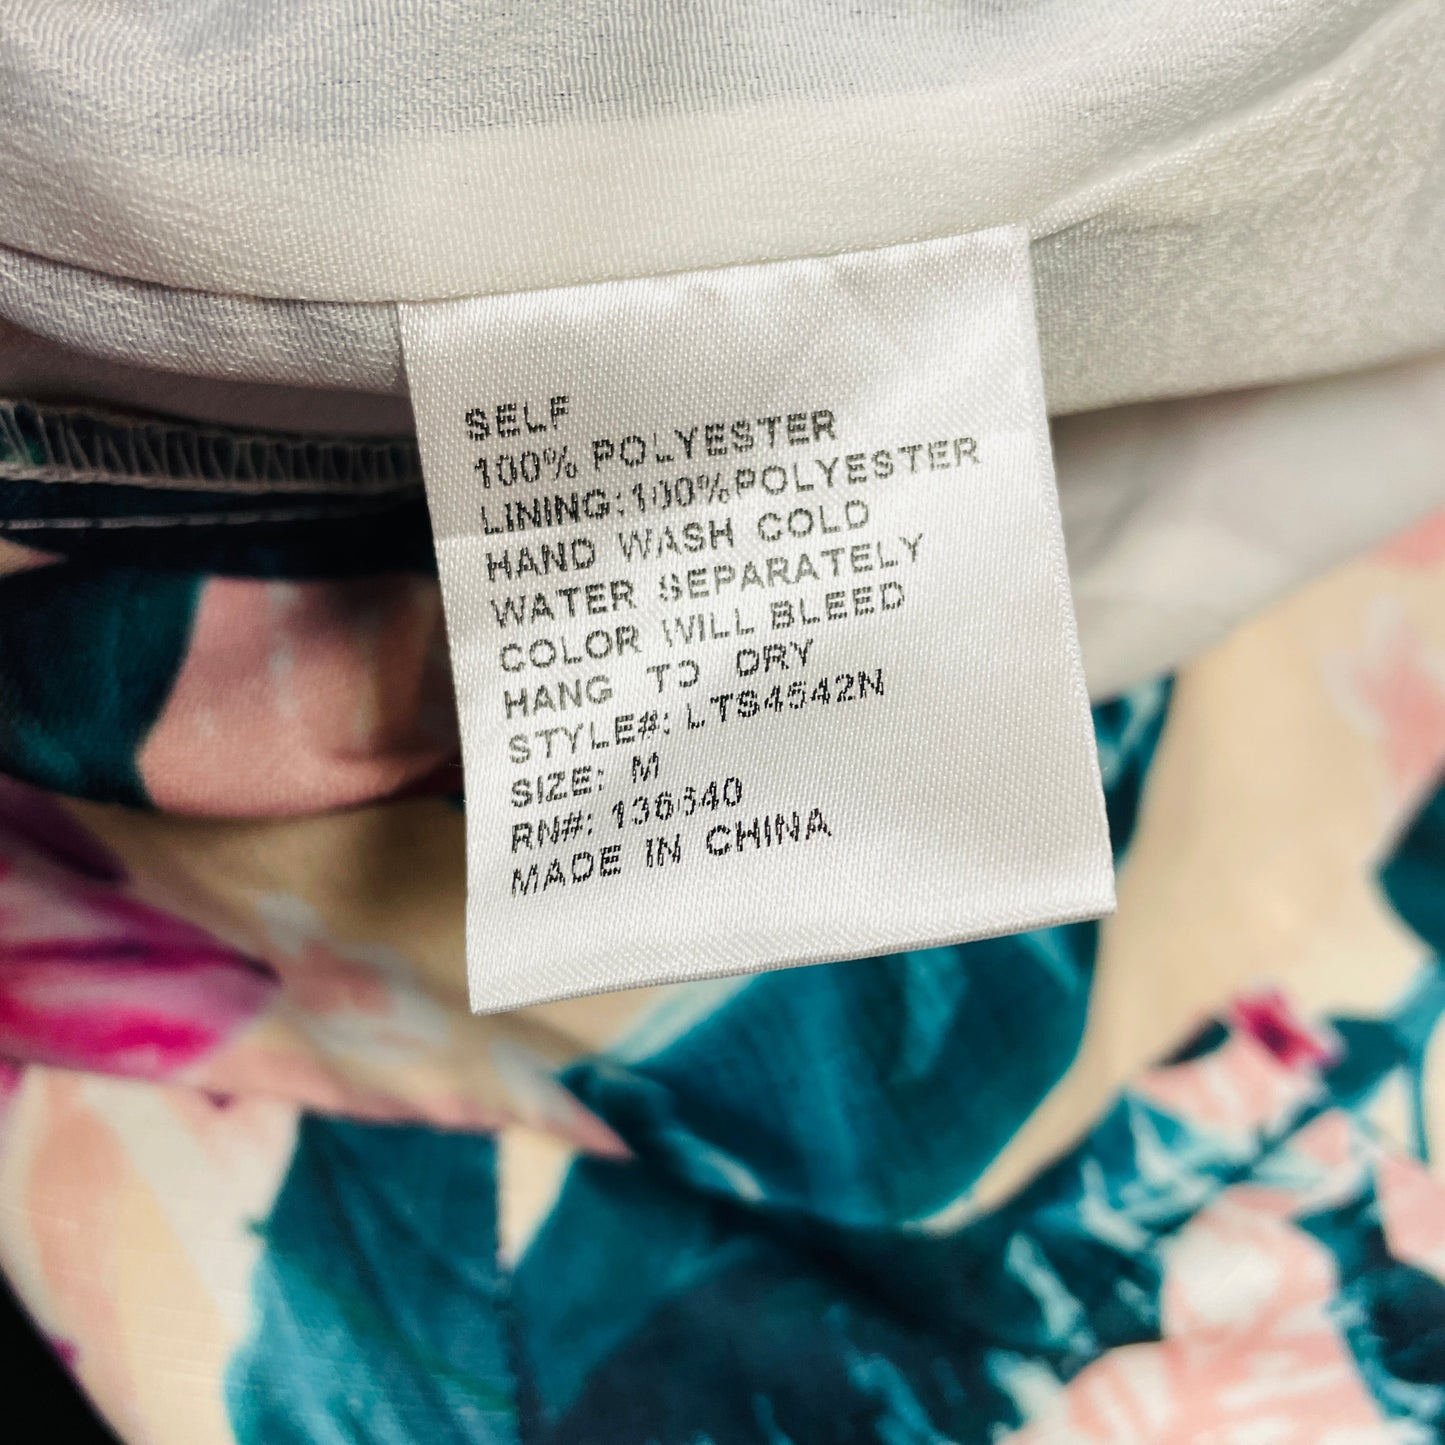 SELF
100% POLYESTER
LINING:100%POLYESTER
HAND WASH COLD
WATER SEPARATELY
COLOR WILL BLEED
HANG TO DRY
STYLE#: LTS4542N
SIZE: M
RN#: 136640
MADE IN CHINA